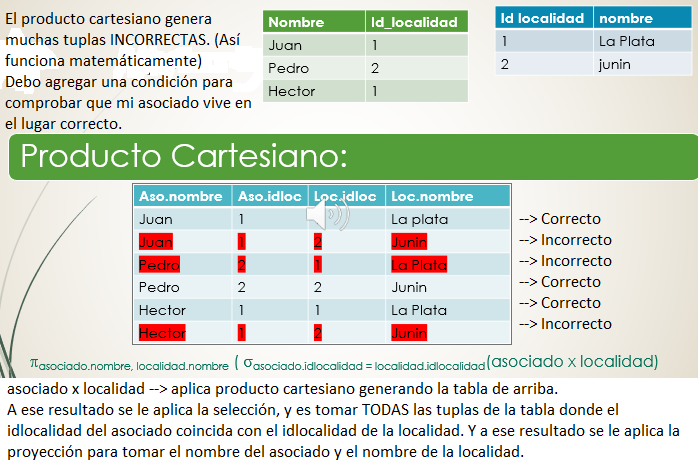 El producto cartesiano genera
muchas tuplas INCORRECTAS. (Así
funciona matemáticamente)
Debo agregar una condición para
comprobar que mi asociado vive en
el lugar correcto.
Nombre Id_localidad
Juan 1
Pedro 2
Hector 1
Id localidad nombre
1 La Plata
2 junin
Producto Cartesiano:
Aso.nombre Aso.idloc Loc.idloc Loc.nombre
Juan 1 La plata --> Correcto
Juan 1 2 Junin --> Incorrecto
Pedro 2 1 La Plata --> Incorrecto
Pedro 2 2 Junin --> Correcto
Hector 1 1 La Plata --> Correcto
Hector 1 2 Junin --> Incorrecto
πasociado.nombre, localidad.nombre ( σasociado.idlocalidad = localidad.idlocalidad(asociado x localidad)
asociado x localidad --> aplica producto cartesiano generando la tabla de arriba.
A ese resultado se le aplica la selección, y es tomar TODAS las tuplas de la tabla donde el
idlocalidad del asociado coincida con el idlocalidad de la localidad. Y a ese resultado se le aplica la
proyección para tomar el nombre del asociado y el nombre de la localidad.